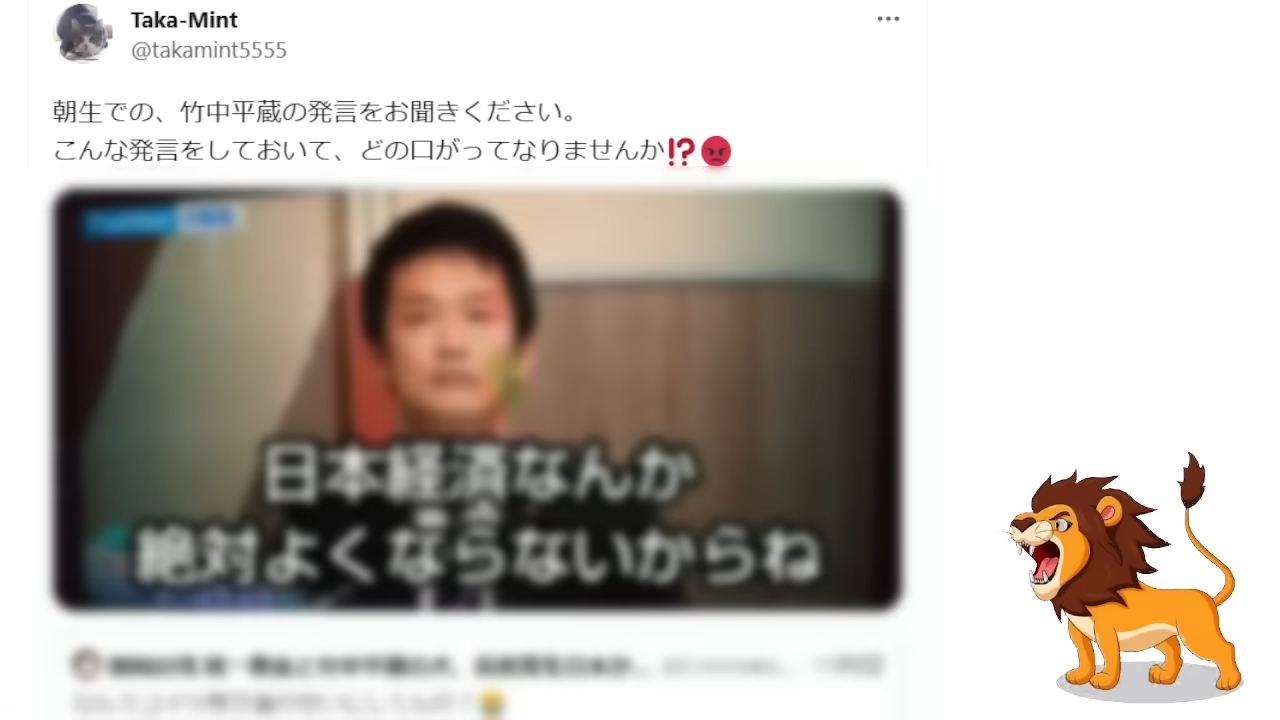 Taka-Mint
@takamint5555
朝生での、竹中平蔵の発言をお聞きください。
こんな発言をしておいて、どの口がってなりませんか⁉😡
日本経済なんか
絶対よくならないからね